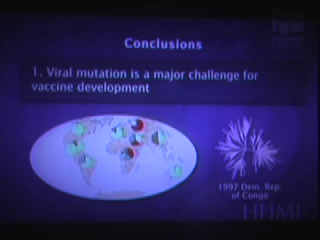 Conclusions
1. Viral mutation is a major challenge for
vaccine development
1997 Dem. Rep.
of Congo
HHMI